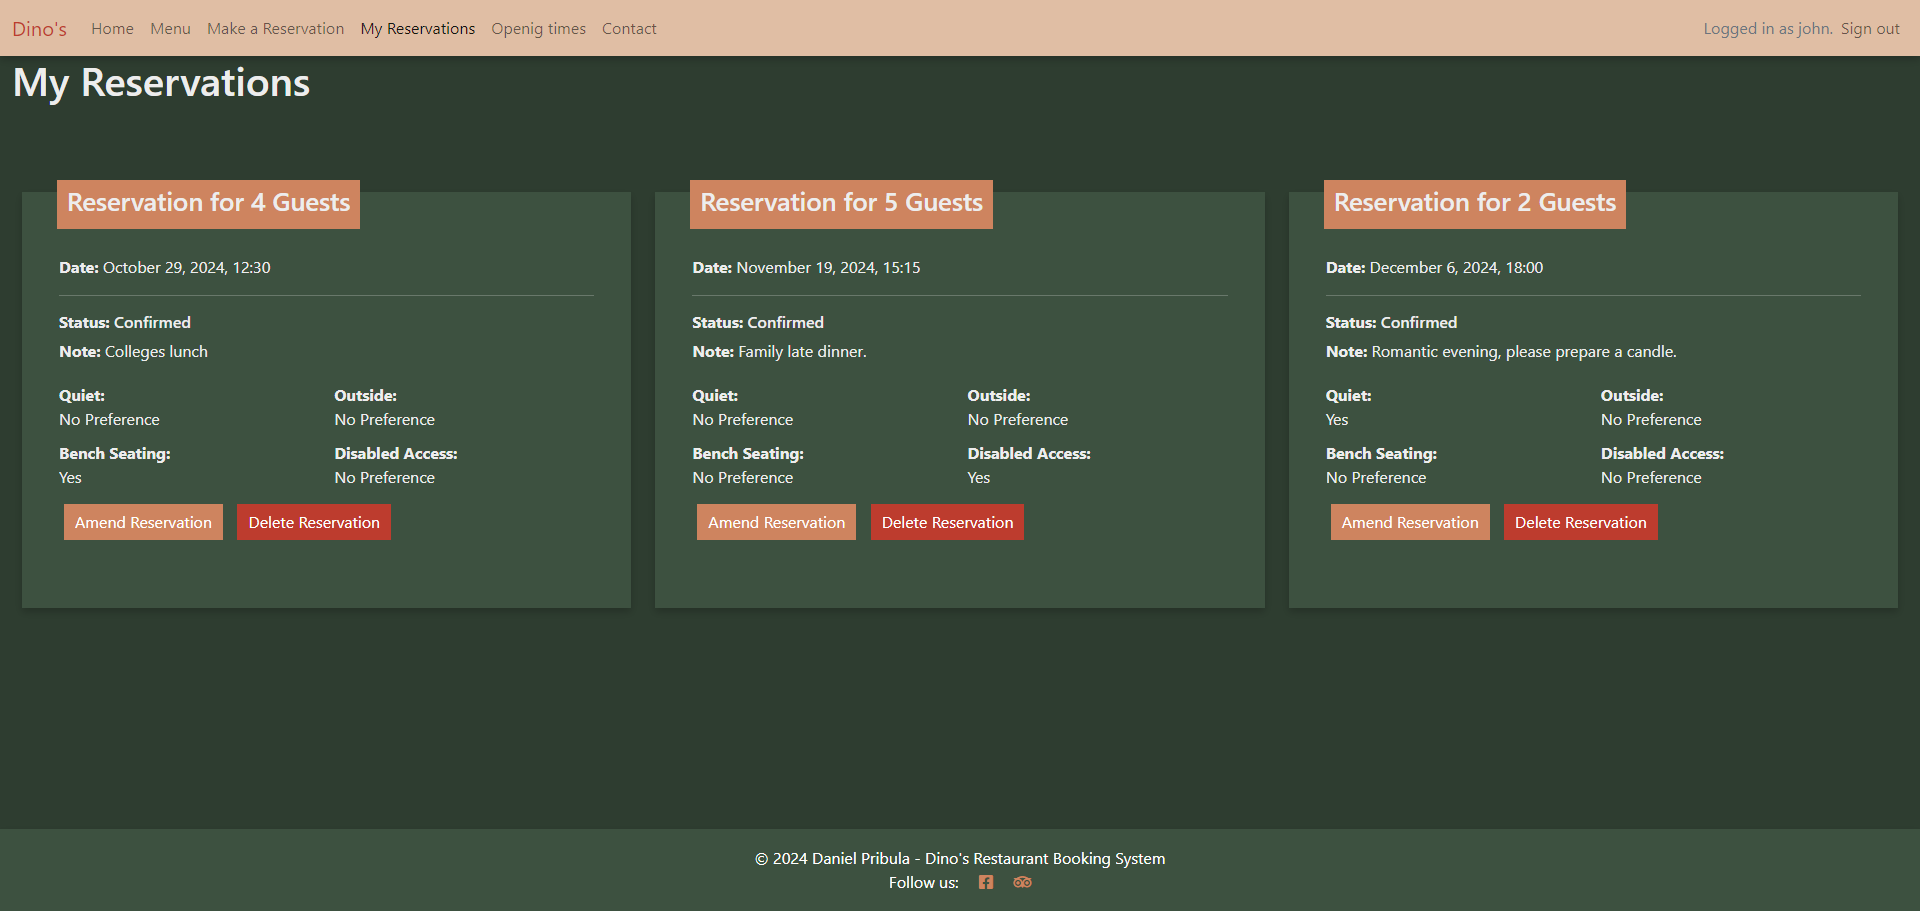 Dino's Home Menu Make a Reservation My Reservations Openig times Contact Logged in as john. Sign out
My Reservations
Reservation for 4 Guests
Date: October 29, 2024, 12:30
Status: Confirmed
Note: Colleges lunch
Quiet: Outside:
No Preference No Preference
Bench Seating: Disabled Access:
Yes No Preference
Amend Reservation Delete Reservation
Reservation for 5 Guests
Date: November 19, 2024, 15:15
Status: Confirmed
Note: Family late dinner.
Quiet: Outside:
No Preference No Preference
Bench Seating: Disabled Access:
No Preference Yes
Amend Reservation Delete Reservation
Reservation for 2 Guests
Date: December 6, 2024, 18:00
Status: Confirmed
Note: Romantic evening, please prepare a candle.
Quiet: Outside:
Yes No Preference
Bench Seating: Disabled Access:
No Preference No Preference
Amend Reservation Delete Reservation
© 2024 Daniel Pribula - Dino's Restaurant Booking System
Follow us: